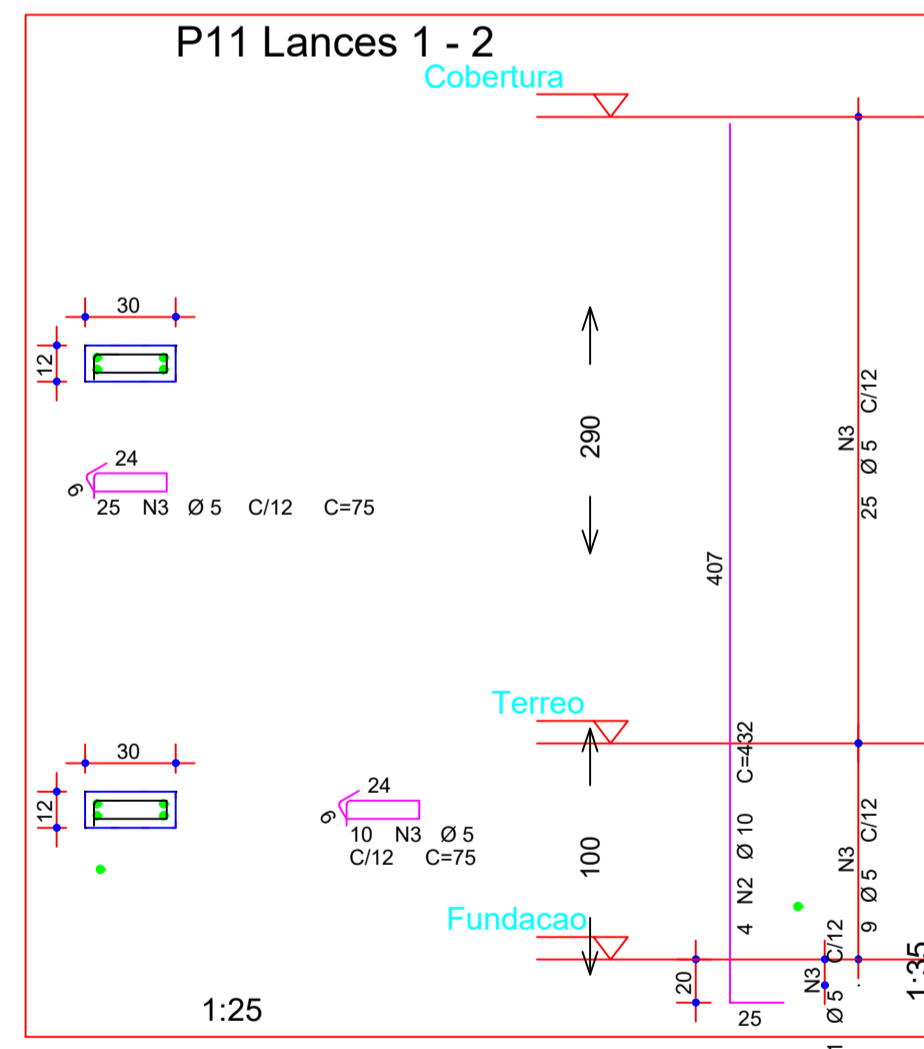 P11 Lances 1 - 2
Cobertura
30
12
24
6
25 N3 Ø 5 C/12 C=75
290
407
N3
25 Ø 5 C/12
Terreo
30
12
24
6
10 N3 Ø 5
C/12 C=75
100
4 N2 Ø 10 C=432
N3
9 Ø 5 C/12
Fundacao
20
25
N3
Ø 5 C/12
1:25
1:35